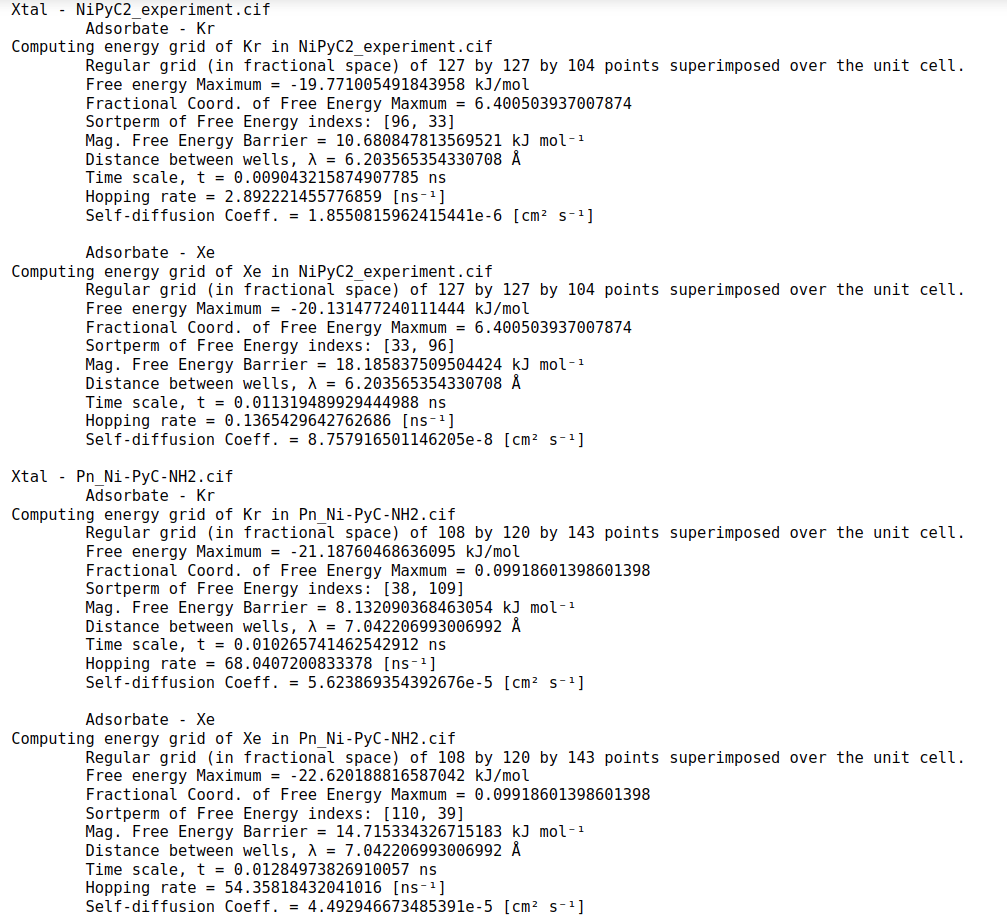 Xtal - NiPyC2_experiment.cif
Adsorbate - Kr
Computing energy grid of Kr in NiPyC2_experiment.cif
Regular grid (in fractional space) of 127 by 127 by 104 points superimposed over the unit cell.
Free energy Maximum = -19.771005491843958 kJ/mol
Fractional Coord. of Free Energy Maxmum = 6.400503937007874
Sortperm of Free Energy indexs: [96, 33]
Mag. Free Energy Barrier = 10.680847813569521 kJ mol⁻¹
Distance between wells, λ = 6.203565354330708 Å
Time scale, t = 0.009043215874907785 ns
Hopping rate = 2.892221455776859 [ns⁻¹]
Self-diffusion Coeff. = 1.8550815962415441e-6 [cm² s⁻¹]
Adsorbate - Xe
Computing energy grid of Xe in NiPyC2_experiment.cif
Regular grid (in fractional space) of 127 by 127 by 104 points superimposed over the unit cell.
Free energy Maximum = -20.131477240111444 kJ/mol
Fractional Coord. of Free Energy Maxmum = 6.400503937007874
Sortperm of Free Energy indexs: [33, 96]
Mag. Free Energy Barrier = 18.185837509504424 kJ mol⁻¹
Distance between wells, λ = 6.203565354330708 Å
Time scale, t = 0.011319489929444988 ns
Hopping rate = 0.1365429642762686 [ns⁻¹]
Self-diffusion Coeff. = 8.757916501146205e-8 [cm² s⁻¹]
Xtal - Pn_Ni-PyC-NH2.cif
Adsorbate - Kr
Computing energy grid of Kr in Pn_Ni-PyC-NH2.cif
Regular grid (in fractional space) of 108 by 120 by 143 points superimposed over the unit cell.
Free energy Maximum = -21.18760468636095 kJ/mol
Fractional Coord. of Free Energy Maxmum = 0.09918601398601398
Sortperm of Free Energy indexs: [38, 109]
Mag. Free Energy Barrier = 8.132090368463054 kJ mol⁻¹
Distance between wells, λ = 7.042206993006992 Å
Time scale, t = 0.010265741462542912 ns
Hopping rate = 68.0407200833378 [ns⁻¹]
Self-diffusion Coeff. = 5.623869354392676e-5 [cm² s⁻¹]
Adsorbate - Xe
Computing energy grid of Xe in Pn_Ni-PyC-NH2.cif
Regular grid (in fractional space) of 108 by 120 by 143 points superimposed over the unit cell.
Free energy Maximum = -22.620188816587042 kJ/mol
Fractional Coord. of Free Energy Maxmum = 0.09918601398601398
Sortperm of Free Energy indexs: [110, 39]
Mag. Free Energy Barrier = 14.715334326715183 kJ mol⁻¹
Distance between wells, λ = 7.042206993006992 Å
Time scale, t = 0.01284973826910057 ns
Hopping rate = 54.35818432041016 [ns⁻¹]
Self-diffusion Coeff. = 4.492946673485391e-5 [cm² s⁻¹]